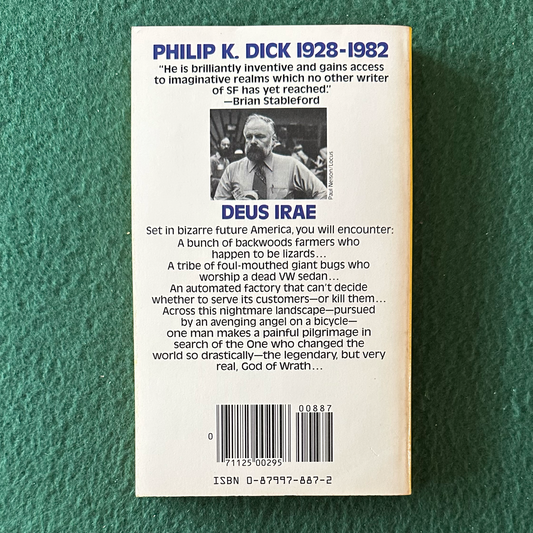 PHILIP K. DICK 1928-1982
"He is brilliantly inventive and gains access
to imaginative realms which no other writer
of SF has yet reached."
—Brian Stableford
Paul Nelson/Locus
DEUS IRAE
Set in bizarre future America, you will encounter:
A bunch of backwoods farmers who
happen to be lizards...
A tribe of foul-mouthed giant bugs who
worship a dead VW sedan...
An automated factory that can't decide
whether to serve its customers—or kill them...
Across this nightmare landscape—pursued
by an avenging angel on a bicycle—
one man makes a painful pilgrimage in
search of the One who changed the
world so drastically—the legendary, but very
real, God of Wrath...
00887
0
71125 00295
ISBN 0-87997-887-2